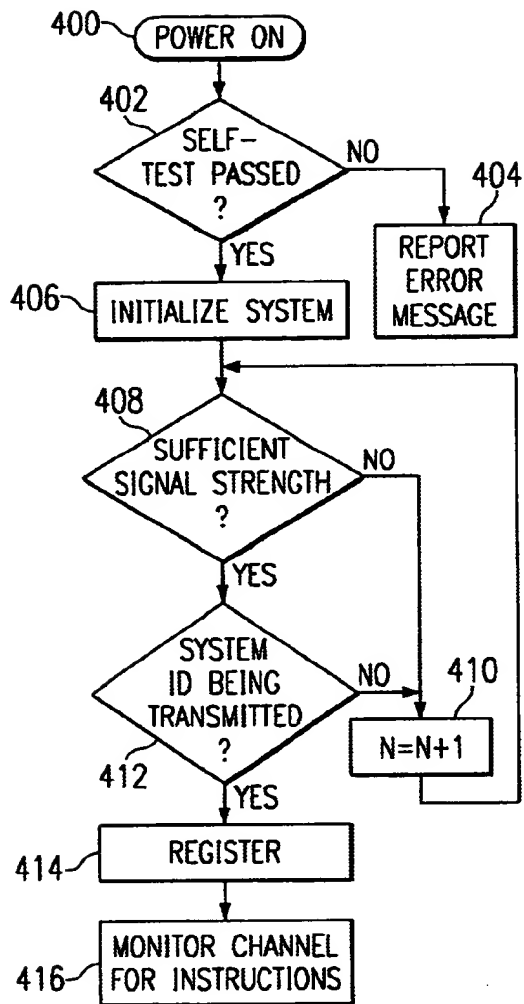 400
POWER ON
402
SELF-
TEST PASSED
?
NO
YES
404
REPORT
ERROR
MESSAGE
406
INITIALIZE SYSTEM
408
SUFFICIENT
SIGNAL STRENGTH
?
NO
YES
SYSTEM
ID BEING
TRANSMITTED
?
NO
410
N=N+1
412
YES
414
REGISTER
416
MONITOR CHANNEL
FOR INSTRUCTIONS